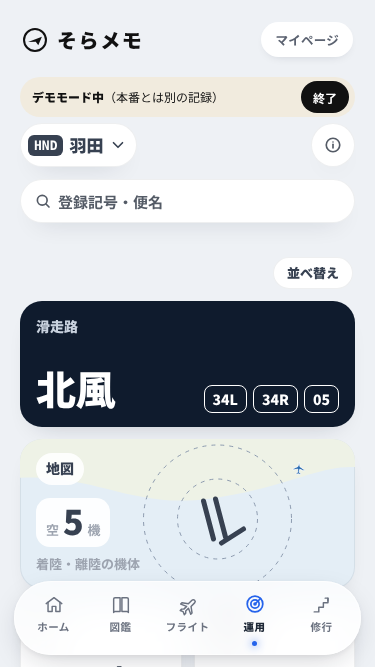 そらメモ
マイページ
デモモード中（本番とは別の記録）
終了
HND 羽田
登録記号・便名
並べ替え
滑走路
北風
34L 34R 05
地図
空 5 機
着陸・離陸の機体
ホーム 図鑑 フライト 運用 修行